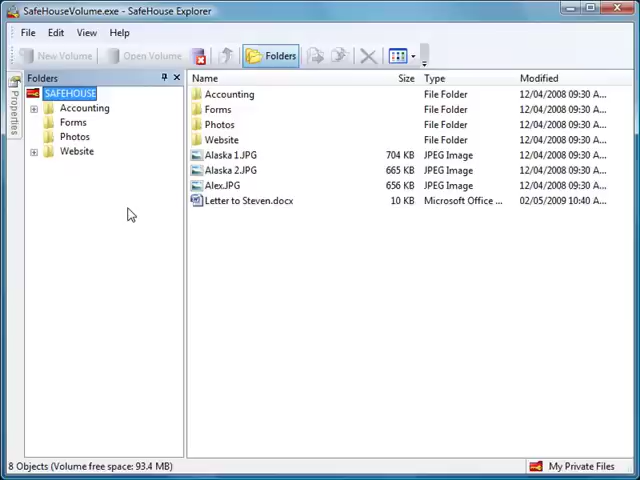 SafeHouseVolume.exe - SafeHouse Explorer
File Edit View Help
New Volume Open Volume Folders
Properties
Folders
SAFEHOUSE
Accounting
Forms
Photos
Website
Name Size Type Modified
Accounting File Folder 12/04/2008 09:30 A...
Forms File Folder 12/04/2008 09:30 A...
Photos File Folder 12/04/2008 09:30 A...
Website File Folder 12/04/2008 09:30 A...
Alaska 1.JPG 704 KB JPEG Image 12/04/2008 09:30 A...
Alaska 2.JPG 665 KB JPEG Image 12/04/2008 09:30 A...
Alex.JPG 656 KB JPEG Image 12/04/2008 09:30 A...
Letter to Steven.docx 10 KB Microsoft Office ... 02/05/2009 10:40 A...
8 Objects (Volume free space: 93.4 MB) My Private Files